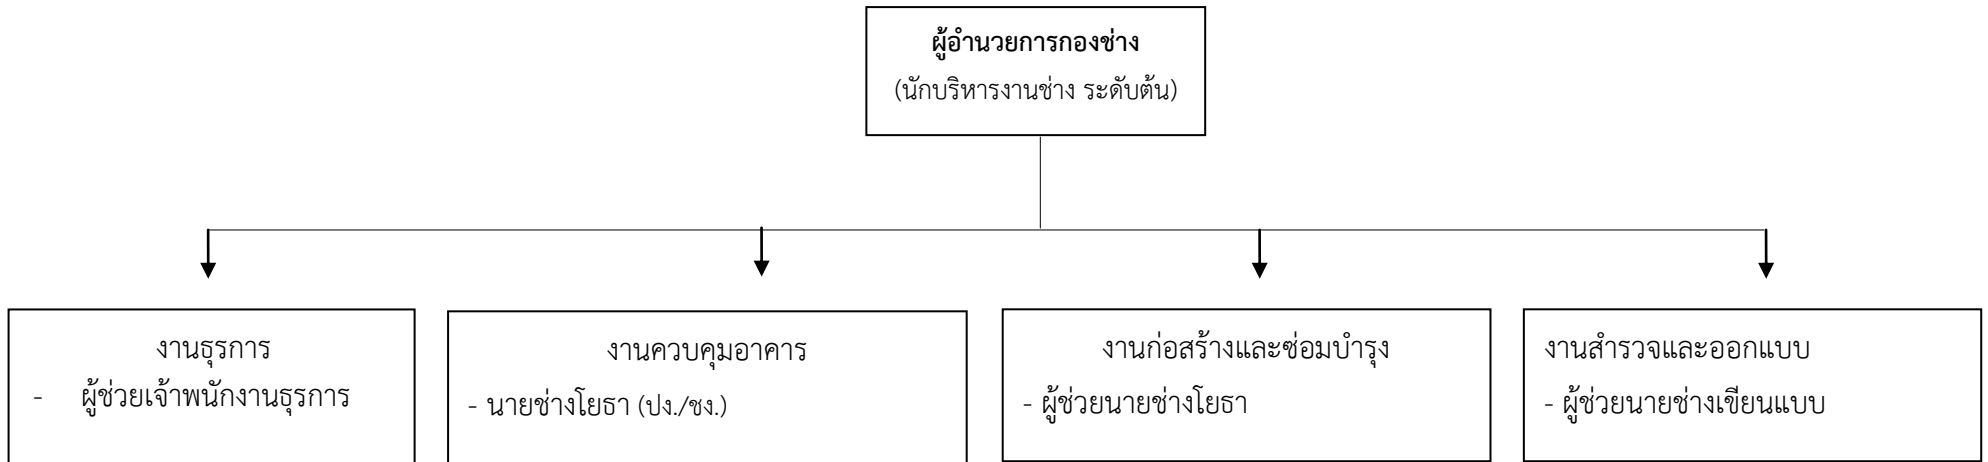 ผู้อำนวยการกองช่าง
(นักบริหารงานช่าง ระดับต้น)
งานธุรการ
- ผู้ช่วยเจ้าพนักงานธุรการ
งานควบคุมอาคาร
- นายช่างโยธา (ปง./ชง.)
งานก่อสร้างและซ่อมบำรุง
- ผู้ช่วยนายช่างโยธา
งานสำรวจและออกแบบ
- ผู้ช่วยนายช่างเขียนแบบ